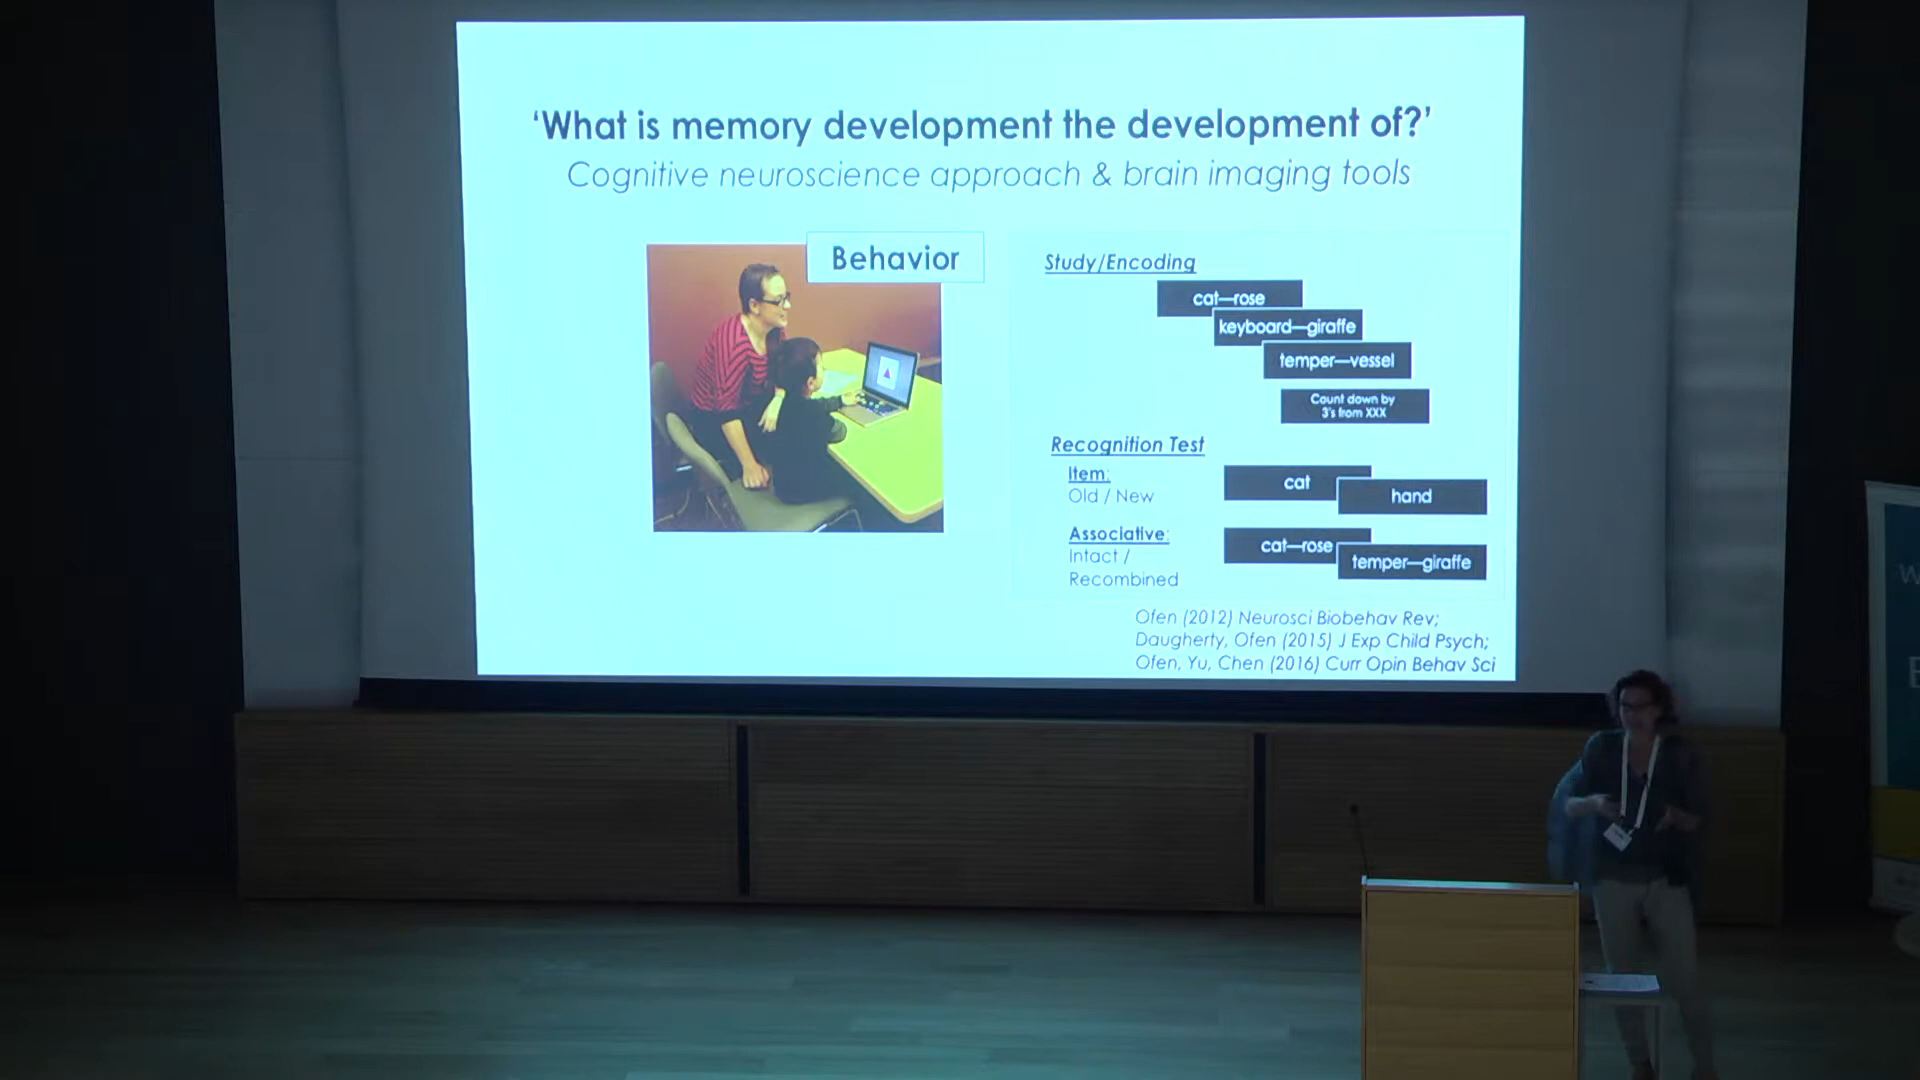 ‘What is memory development the development of?’
Cognitive neuroscience approach & brain imaging tools
Behavior
Study/Encoding
cat—rose
keyboard—giraffe
temper—vessel
Count down by
3's from XXX
Recognition Test
Item:
Old / New
cat
hand
Associative:
Intact /
Recombined
cat—rose
temper—giraffe
Ofen (2012) Neurosci Biobehav Rev;
Daugherty, Ofen (2015) J Exp Child Psych;
Ofen, Yu, Chen (2016) Curr Opin Behav Sci